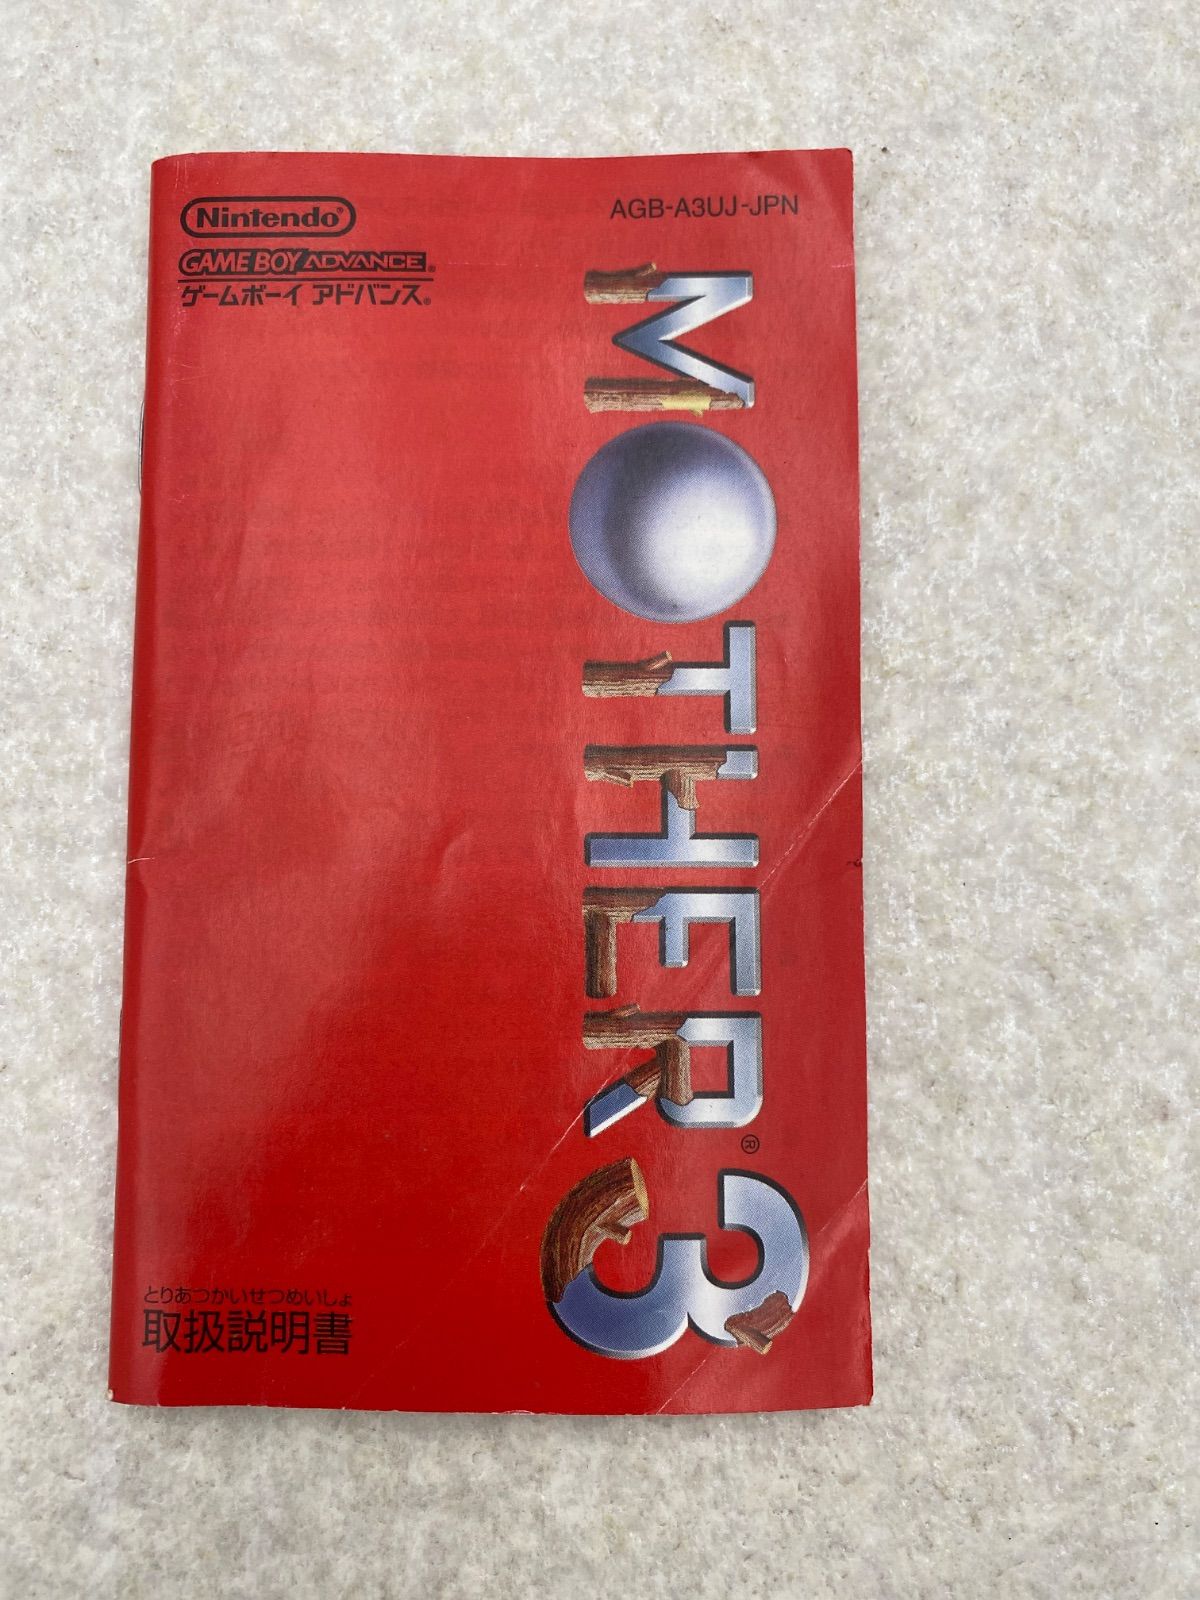 Nintendo®
AGB-A3UJ-JPN
GAME BOY ADVANCE®
ゲームボーイ アドバンス®
MOTHER®3
とりあつかいせつめいしょ
取扱説明書